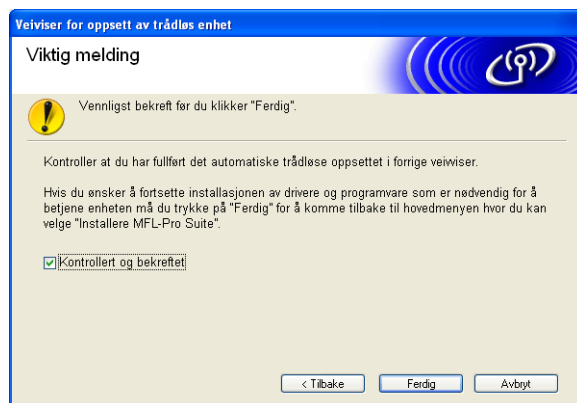 Veiviser for oppsett av trådløs enhet
Viktig melding
Vennligst bekreft før du klikker "Ferdig".
Kontroller at du har fullført det automatiske trådløse oppsettet i forrige veiwiser.
Hvis du ønsker å fortsette installasjonen av drivere og programvare som er nødvendig for å
betjene enheten må du trykke på "Ferdig" for å komme tilbake til hovedmenyen hvor du kan
velge "Installere MFL-Pro Suite".
Kontrollert og bekreftet
< Tilbake
Ferdig
Avbryt